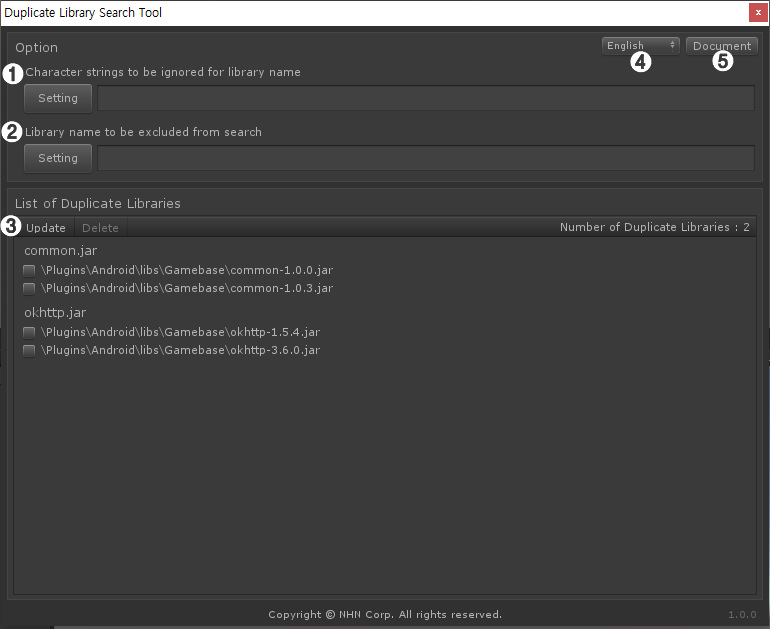 Duplicate Library Search Tool
x
Option
English
Document
4
5
1 Character strings to be ignored for library name
Setting
2 Library name to be excluded from search
Setting
List of Duplicate Libraries
3 Update Delete Number of Duplicate Libraries : 2
common.jar
\Plugins\Android\libs\Gamebase\common-1.0.0.jar
\Plugins\Android\libs\Gamebase\common-1.0.3.jar
okhttp.jar
\Plugins\Android\libs\Gamebase\okhttp-1.5.4.jar
\Plugins\Android\libs\Gamebase\okhttp-3.6.0.jar
Copyright © NHN Corp. All rights reserved.
1.0.0